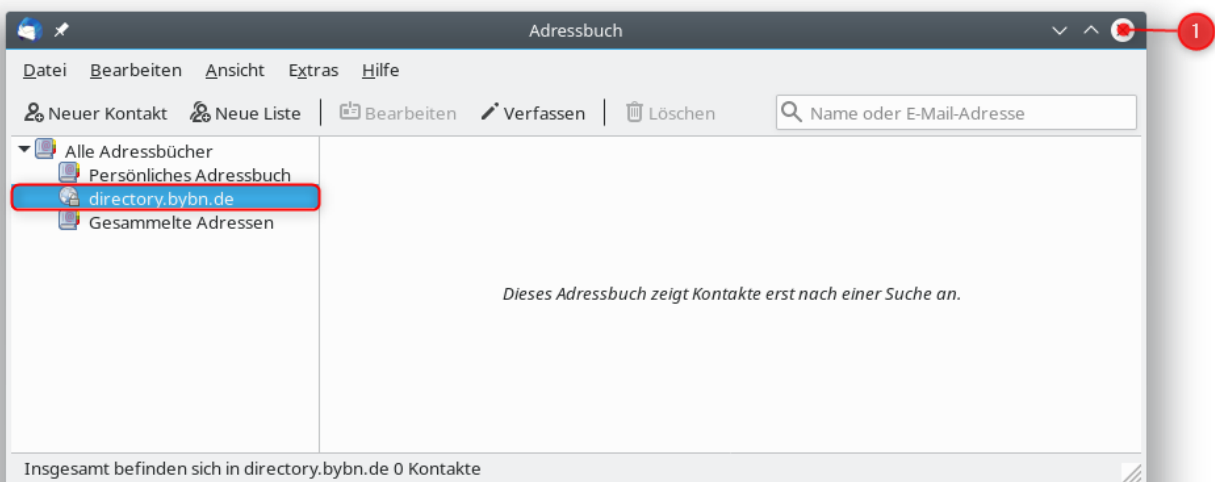 Adressbuch
1
Datei Bearbeiten Ansicht Extras Hilfe
Neuer Kontakt Neue Liste Bearbeiten Verfassen Löschen Name oder E-Mail-Adresse
Alle Adressbücher
Persönliches Adressbuch
directory.bybn.de
Gesammelte Adressen
Dieses Adressbuch zeigt Kontakte erst nach einer Suche an.
Insgesamt befinden sich in directory.bybn.de 0 Kontakte